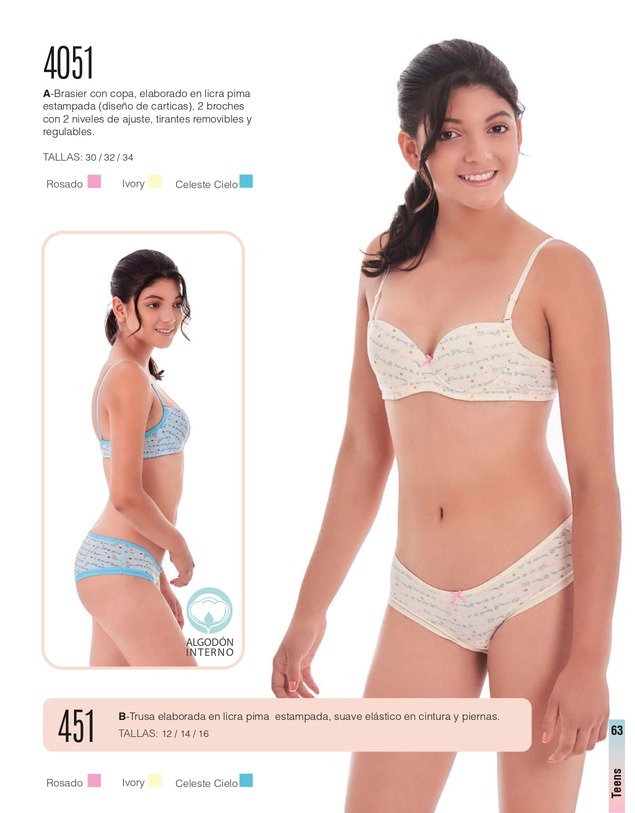 4051
A-Brasier con copa, elaborado en licra pima
estampada (diseño de carticas), 2 broches
con 2 niveles de ajuste, tirantes removibles y
regulables.
TALLAS: 30 / 32 / 34
Rosado Ivory Celeste Cielo
ALGODÓN
INTERNO
451
B-Trusa elaborada en licra pima estampada, suave elástico en cintura y piernas.
TALLAS: 12 / 14 / 16
63
Teens
Rosado Ivory Celeste Cielo